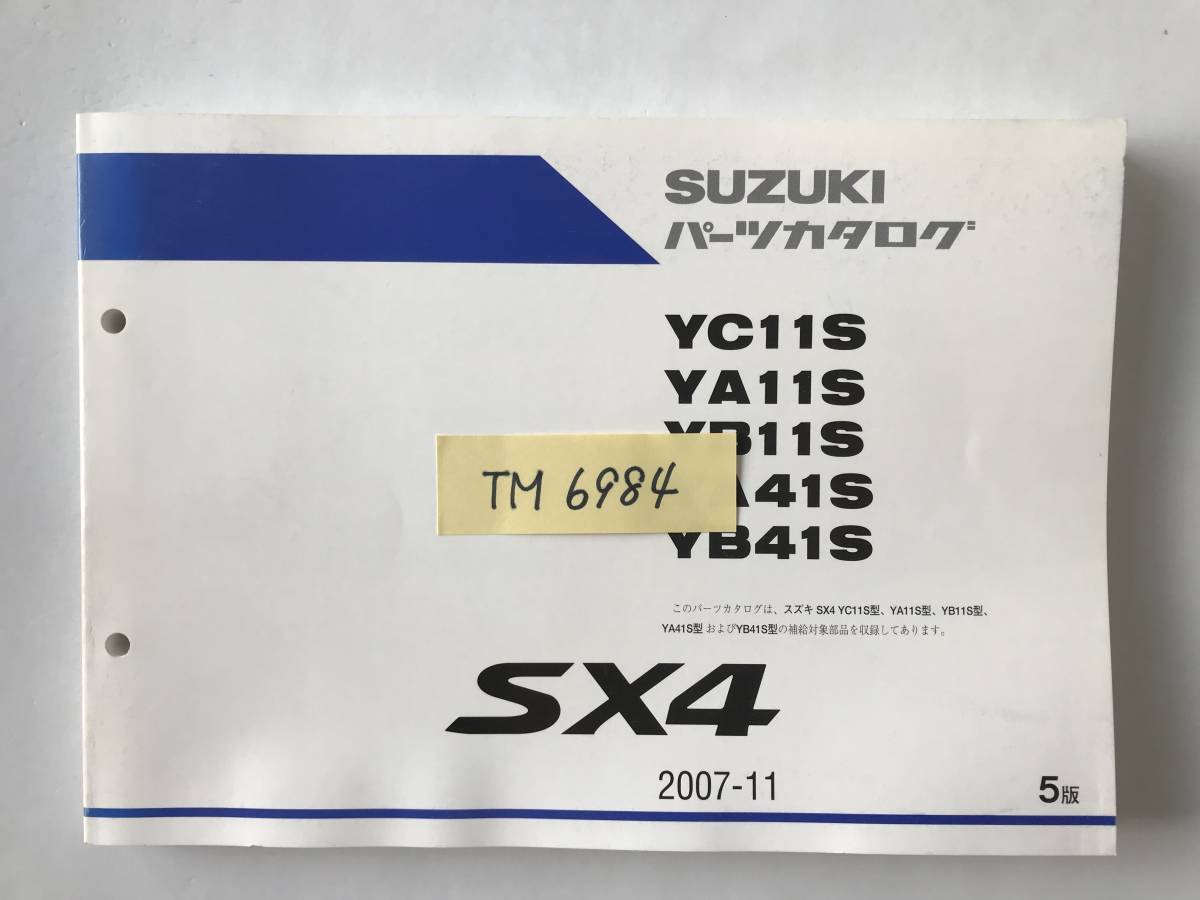 SUZUKI
パーツカタログ
YC11S
YA11S
YB11S
TM 6984
YA41S
YB41S
このパーツカタログは、スズキ SX4 YC11S型、YA11S型、YB11S型、
YA41S型 およびYB41S型の補給対象部品を収録してあります。
SX4
2007-11
5版